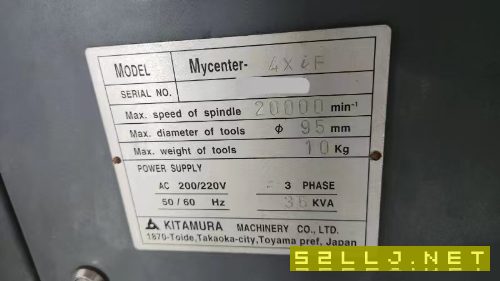 MODEL Mycenter- 4XiF
SERIAL NO.
Max. speed of spindle 20000 min-1
Max. diameter of tools Φ 95 mm
Max. weight of tools 10 Kg
POWER SUPPLY
AC 200/220V 3 PHASE
50/60 Hz 36 KVA
KITAMURA MACHINERY CO., LTD.
1870-Toide,Takaoka-city,Toyama pref, Japan
52LLJ.NET